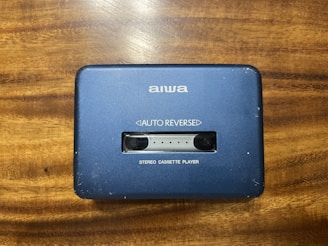 aiwa
◁AUTO REVERSE▷
STEREO CASSETTE PLAYER